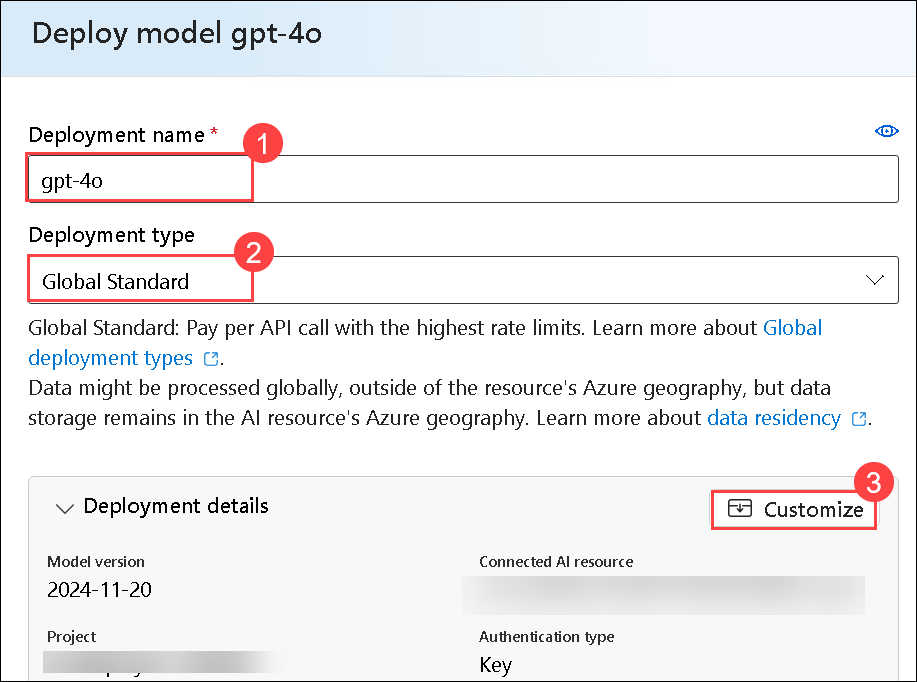 Deploy model gpt-4o
Deployment name *
1
gpt-4o
Deployment type
2
Global Standard
Global Standard: Pay per API call with the highest rate limits. Learn more about Global
deployment types .
Data might be processed globally, outside of the resource's Azure geography, but data
storage remains in the AI resource's Azure geography. Learn more about data residency .
3
Deployment details
Customize
Model version
Connected AI resource
2024-11-20
Project
Authentication type
Key